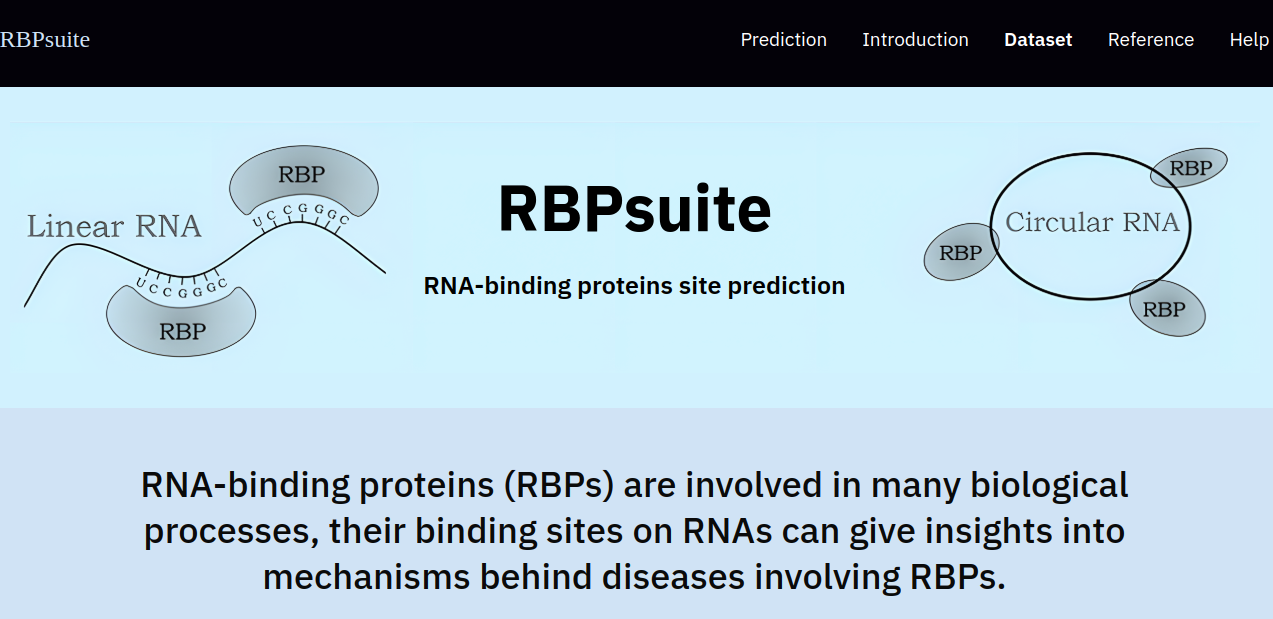 RBPsuite
Prediction Introduction Dataset Reference Help
Linear RNA
RBP
UCCGGGC
UCCGGGC
RBP
RBPsuite
RNA-binding proteins site prediction
RBP
Circular RNA
RBP
RBP
RNA-binding proteins (RBPs) are involved in many biological
processes, their binding sites on RNAs can give insights into
mechanisms behind diseases involving RBPs.